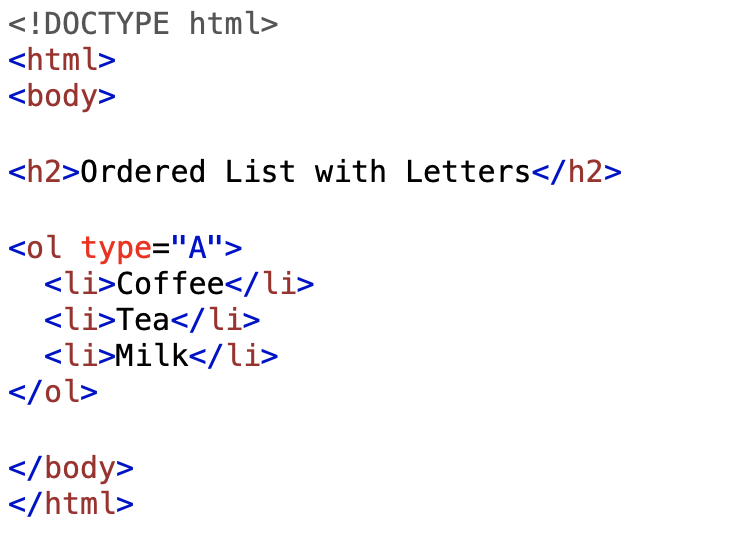 <!DOCTYPE html>
<html>
<body>
<h2>Ordered List with Letters</h2>
<ol type="A">
  <li>Coffee</li>
  <li>Tea</li>
  <li>Milk</li>
</ol>
</body>
</html>